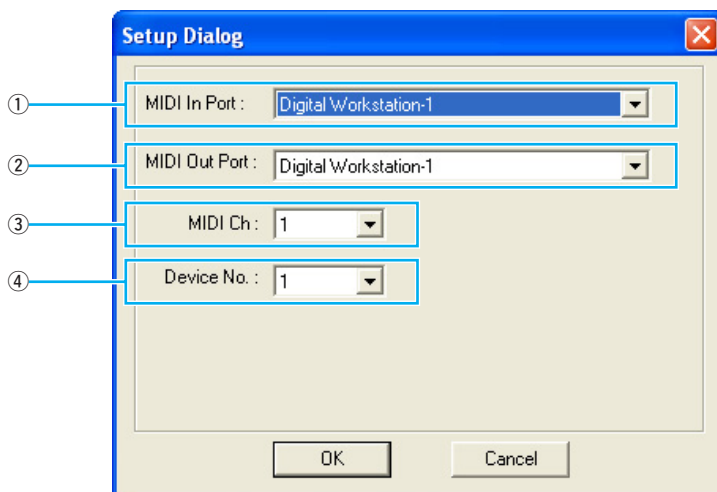 Setup Dialog
① MIDI In Port : Digital Workstation-1
② MIDI Out Port : Digital Workstation-1
③ MIDI Ch : 1
④ Device No. : 1
OK Cancel